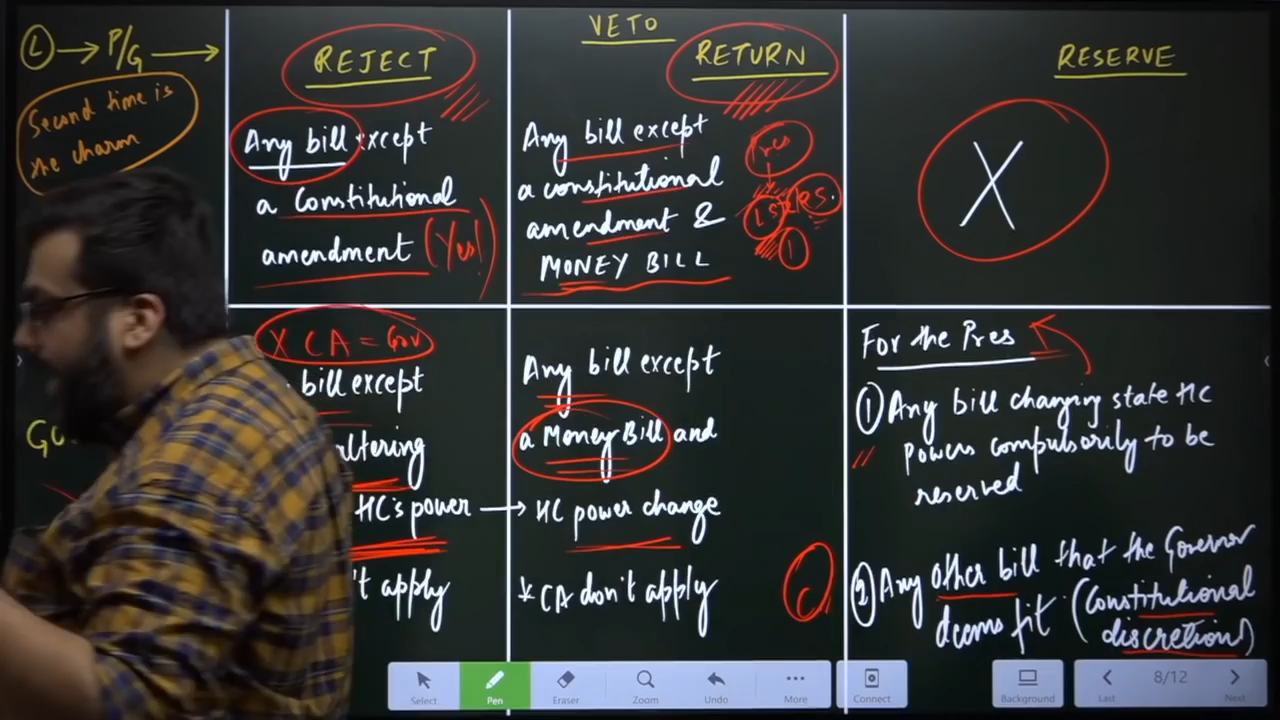 L → P/G →
Second time is
the charm
VETO
REJECT
Any bill except
a Constitutional
amendment (Yes!)
RETURN
Any bill except
a constitutional
amendment &
MONEY BILL
Pres
LS
1
RESERVE
X
X CA = Gov
bill except
altering
HC's power →
't apply
Any bill except
a Money Bill and
HC power change
* CA don't apply
C
For the Pres
① Any bill changing state HC
powers compulsorily to be
reserved
② Any other bill that the Governor
deems fit (Constitutional
discretion)
Select
Pen
Eraser
Zoom
Undo
More
Connect
Background
Last
8/12
Next